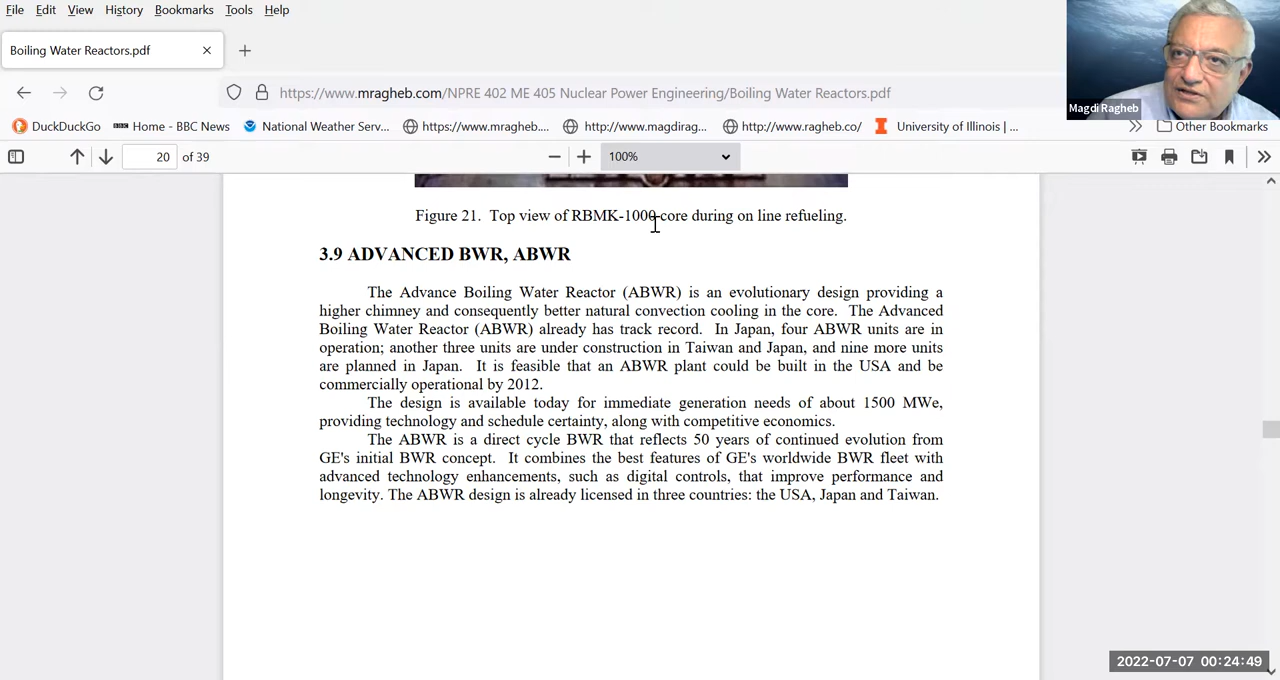 File Edit View History Bookmarks Tools Help
Boiling Water Reactors.pdf
https://www.mragheb.com/NPRE 402 ME 405 Nuclear Power Engineering/Boiling Water Reactors.pdf
Magdi Ragheb
DuckDuckGo BBC Home - BBC News National Weather Serv... https://www.mragheb.... http://www.magdirag... http://www.ragheb.co/ I University of Illinois |... Other Bookmarks
20 of 39 100%
Figure 21. Top view of RBMK-1000 core during on line refueling.
3.9 ADVANCED BWR, ABWR
The Advance Boiling Water Reactor (ABWR) is an evolutionary design providing a
higher chimney and consequently better natural convection cooling in the core. The Advanced
Boiling Water Reactor (ABWR) already has track record. In Japan, four ABWR units are in
operation; another three units are under construction in Taiwan and Japan, and nine more units
are planned in Japan. It is feasible that an ABWR plant could be built in the USA and be
commercially operational by 2012.
The design is available today for immediate generation needs of about 1500 MWe,
providing technology and schedule certainty, along with competitive economics.
The ABWR is a direct cycle BWR that reflects 50 years of continued evolution from
GE's initial BWR concept. It combines the best features of GE's worldwide BWR fleet with
advanced technology enhancements, such as digital controls, that improve performance and
longevity. The ABWR design is already licensed in three countries: the USA, Japan and Taiwan.
2022-07-07 00:24:49